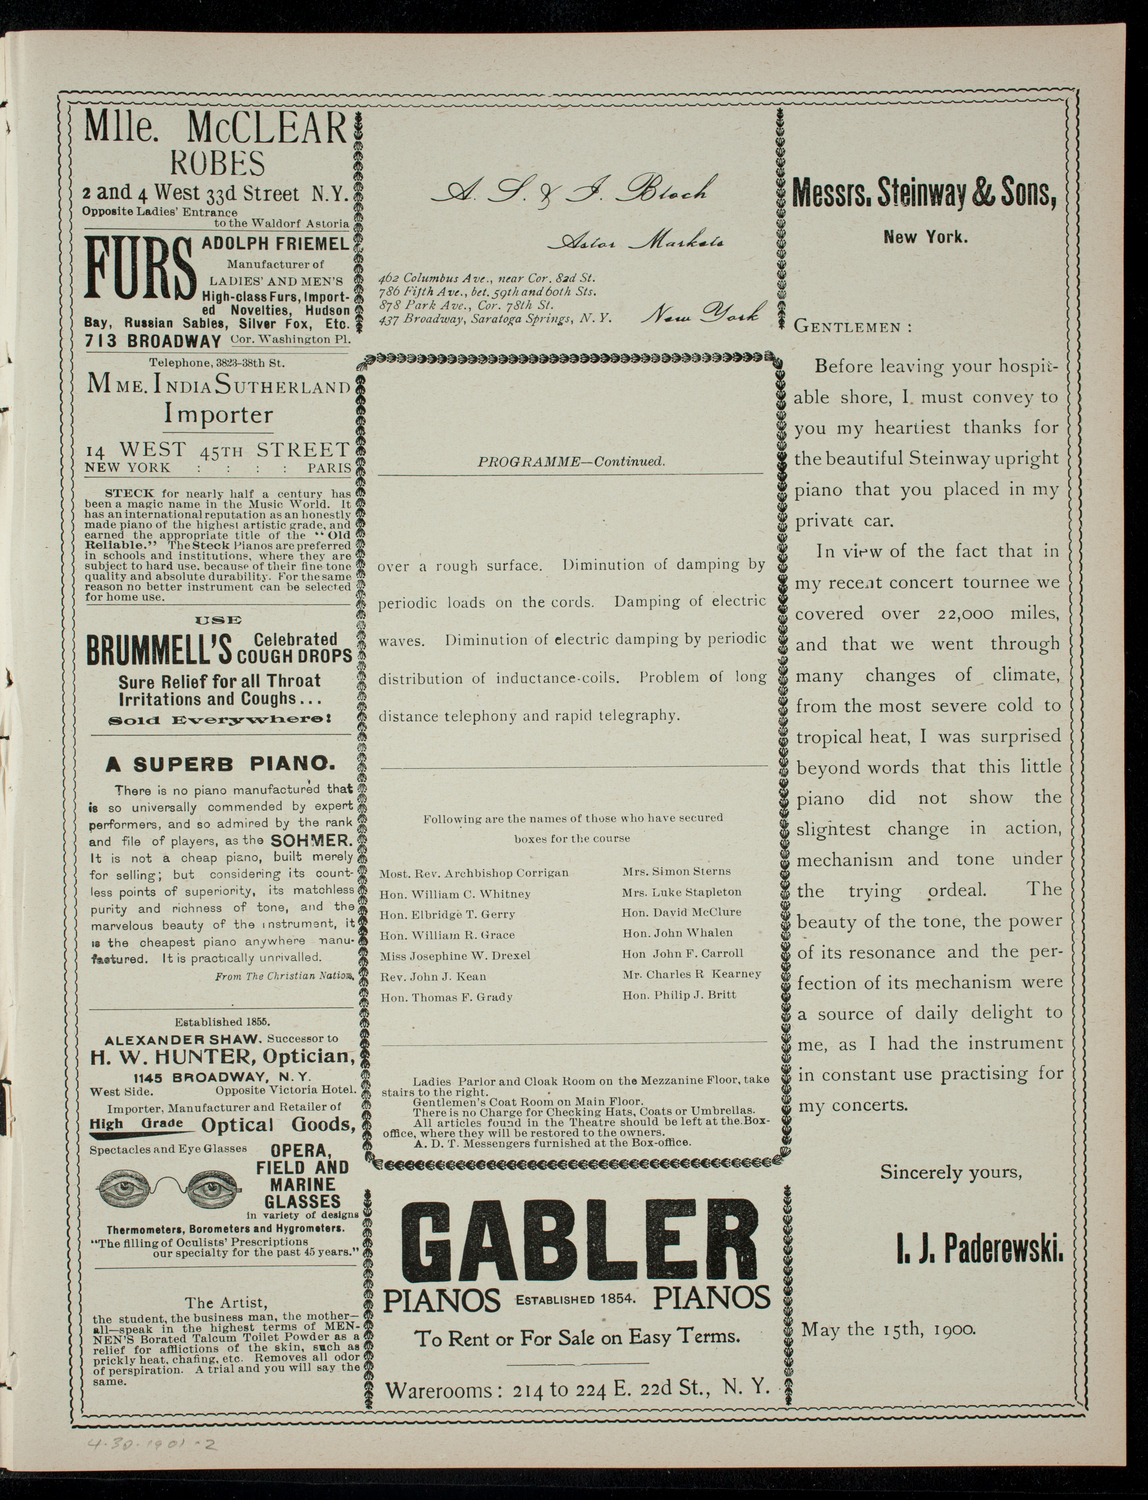 Mlle. McCLEAR
ROBES
2 and 4 West 33d Street N.Y.
Opposite Ladies' Entrance
to the Waldorf Astoria
FURS
ADOLPH FRIEMEL
Manufacturer of
LADIES' AND MEN'S
High-class Furs, Import-
ed Novelties, Hudson
Bay, Russian Sables, Silver Fox, Etc.
713 BROADWAY Cor. Washington Pl.
Telephone, 3823-38th St.
MME. INDIA SUTHERLAND
Importer
14 WEST 45TH STREET
NEW YORK : : : : PARIS
STECK for nearly half a century has
been a magic name in the Music World. It
has an international reputation as an honestly
made piano of the highest artistic grade, and
earned the appropriate title of the "Old
Reliable." The Steck Pianos are preferred
in schools and institutions, where they are
subject to hard use, because of their fine tone
quality and absolute durability. For the same
reason no better instrument can be selected
for home use.
USE
BRUMMELL'S Celebrated
COUGH DROPS
Sure Relief for all Throat
Irritations and Coughs...
Sold Everywhere!
A SUPERB PIANO.
There is no piano manufactured that
is so universally commended by expert
performers, and so admired by the rank
and file of players, as the SOHMER.
It is not a cheap piano, built merely
for selling; but considering its count-
less points of superiority, its matchless
purity and richness of tone, and the
marvelous beauty of the instrument, it
is the cheapest piano anywhere manu-
factured. It is practically unrivalled.
From The Christian Nation.
Established 1855.
ALEXANDER SHAW. Successor to
H. W. HUNTER, Optician,
1145 BROADWAY, N. Y.
West Side. Opposite Victoria Hotel.
Importer, Manufacturer and Retailer of
High Grade Optical Goods,
Spectacles and Eye Glasses
OPERA,
FIELD AND
MARINE
GLASSES
in variety of designs
Thermometers, Borometers and Hygrometers.
"The filling of Oculists' Prescriptions
our specialty for the past 45 years."
The Artist,
the student, the business man, the mother—
all—speak in the highest terms of MEN-
NEN'S Borated Talcum Toilet Powder as a
relief for afflictions of the skin, such as
prickly heat, chafing, etc. Removes all odor
of perspiration. A trial and you will say the
same.
A. S. & J. Bloch
Astor Markets
462 Columbus Ave., near Cor. 82d St.
786 Fifth Ave., bet. 59th and 60th Sts.
878 Park Ave., Cor. 78th St.
437 Broadway, Saratoga Springs, N. Y.
New York
PROGRAMME—Continued.
over a rough surface. Diminution of damping by
periodic loads on the cords. Damping of electric
waves. Diminution of electric damping by periodic
distribution of inductance-coils. Problem of long
distance telephony and rapid telegraphy.
Following are the names of those who have secured
boxes for the course
Most. Rev. Archbishop Corrigan
Hon. William C. Whitney
Hon. Elbridge T. Gerry
Hon. William R. Grace
Miss Josephine W. Drexel
Rev. John J. Kean
Hon. Thomas F. Grady
Mrs. Simon Sterns
Mrs. Luke Stapleton
Hon. David McClure
Hon. John Whalen
Hon John F. Carroll
Mr. Charles R Kearney
Hon. Philip J. Britt
Ladies Parlor and Cloak Room on the Mezzanine Floor, take
stairs to the right.
Gentlemen's Coat Room on Main Floor.
There is no Charge for Checking Hats, Coats or Umbrellas.
All articles found in the Theatre should be left at the Box-
office, where they will be restored to the owners.
A. D. T. Messengers furnished at the Box-office.
GABLER
PIANOS ESTABLISHED 1854. PIANOS
To Rent or For Sale on Easy Terms.
Warerooms: 214 to 224 E. 22d St., N. Y.
Messrs. Steinway & Sons,
New York.
GENTLEMEN:
Before leaving your hospit-
able shore, I must convey to
you my heartiest thanks for
the beautiful Steinway upright
piano that you placed in my
private car.
In view of the fact that in
my recent concert tournee we
covered over 22,000 miles,
and that we went through
many changes of climate,
from the most severe cold to
tropical heat, I was surprised
beyond words that this little
piano did not show the
slightest change in action,
mechanism and tone under
the trying ordeal. The
beauty of the tone, the power
of its resonance and the per-
fection of its mechanism were
a source of daily delight to
me, as I had the instrument
in constant use practising for
my concerts.
Sincerely yours,
I. J. Paderewski.
May the 15th, 1900.
4-30-1901-2